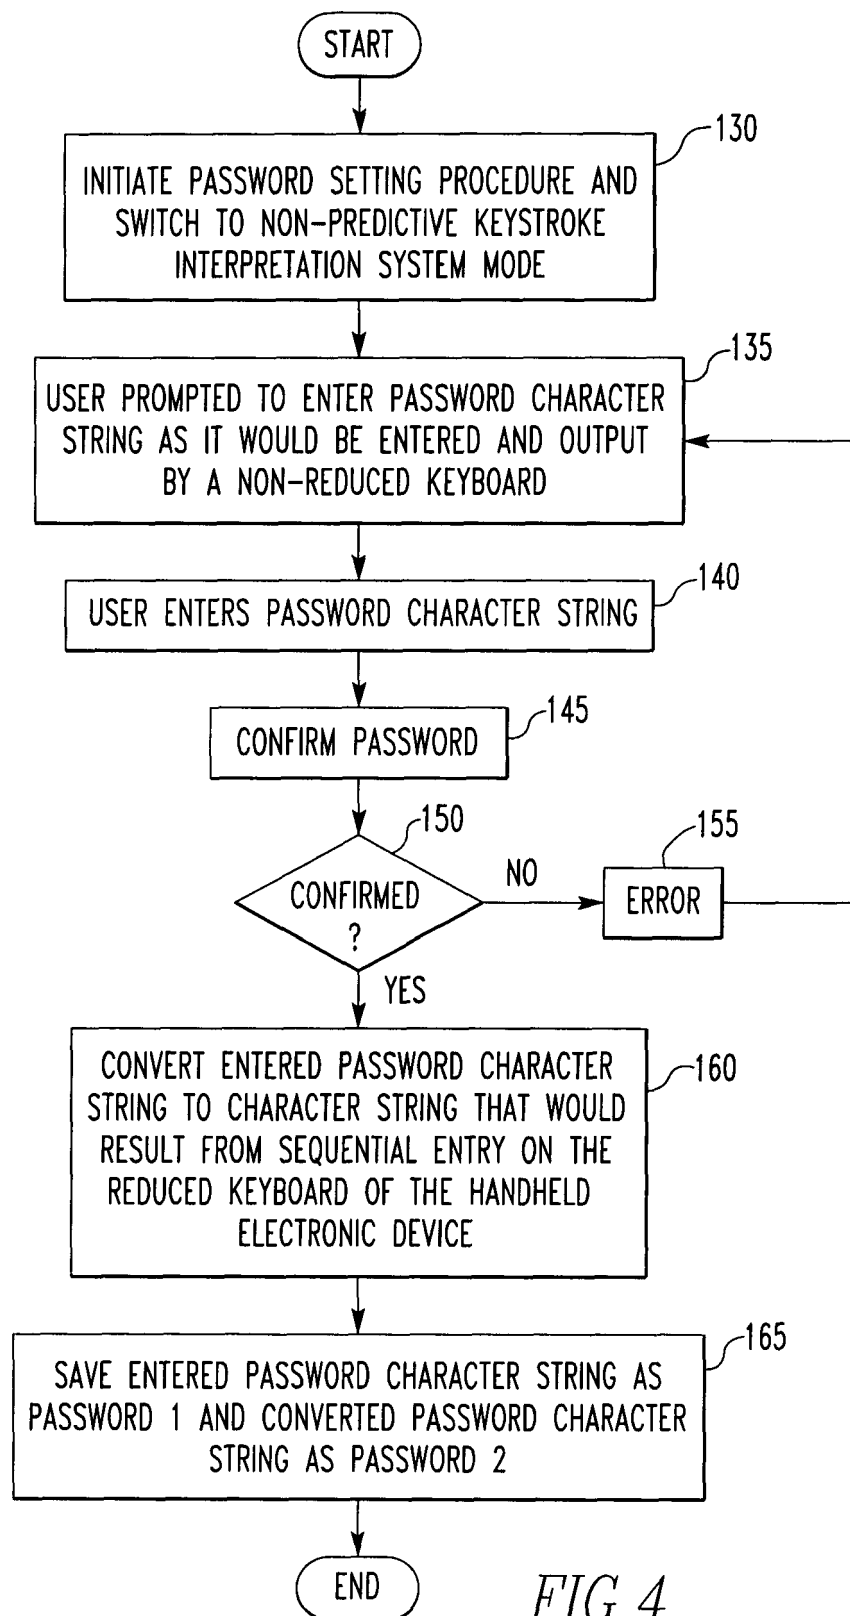 START
130
INITIATE PASSWORD SETTING PROCEDURE AND
SWITCH TO NON-PREDICTIVE KEYSTROKE
INTERPRETATION SYSTEM MODE
135
USER PROMPTED TO ENTER PASSWORD CHARACTER
STRING AS IT WOULD BE ENTERED AND OUTPUT
BY A NON-REDUCED KEYBOARD
140
USER ENTERS PASSWORD CHARACTER STRING
145
CONFIRM PASSWORD
150
CONFIRMED
?
NO
155
ERROR
YES
160
CONVERT ENTERED PASSWORD CHARACTER
STRING TO CHARACTER STRING THAT WOULD
RESULT FROM SEQUENTIAL ENTRY ON THE
REDUCED KEYBOARD OF THE HANDHELD
ELECTRONIC DEVICE
165
SAVE ENTERED PASSWORD CHARACTER STRING AS
PASSWORD 1 AND CONVERTED PASSWORD CHARACTER
STRING AS PASSWORD 2
END
FIG.4